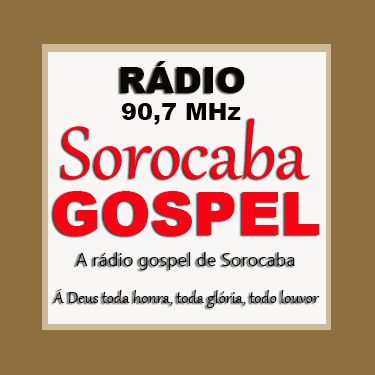 RÁDIO
90,7 MHz
Sorocaba
GOSPEL
A rádio gospel de Sorocaba
Á Deus toda honra, toda glória, todo louvor